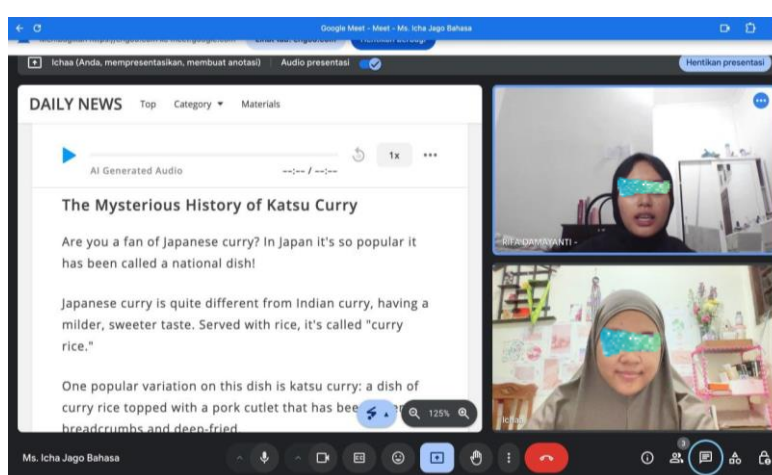 Google Meet - Meet - Ms. Icha Jago Bahasa
Ichaa (Anda, mempresentasikan, membuat anotasi) Audio presentasi
Hentikan presentasi
DAILY NEWS Top Category Materials
1x
AI Generated Audio --:-- / --:--
The Mysterious History of Katsu Curry
Are you a fan of Japanese curry? In Japan it's so popular it
has been called a national dish!
Japanese curry is quite different from Indian curry, having a
milder, sweeter taste. Served with rice, it's called "curry
rice."
One popular variation on this dish is katsu curry: a dish of
curry rice topped with a pork cutlet that has
breadcrumbs and deep-fried
125%
RIFA DAMAYANTI -
Ichaa
Ms. Icha Jago Bahasa
3